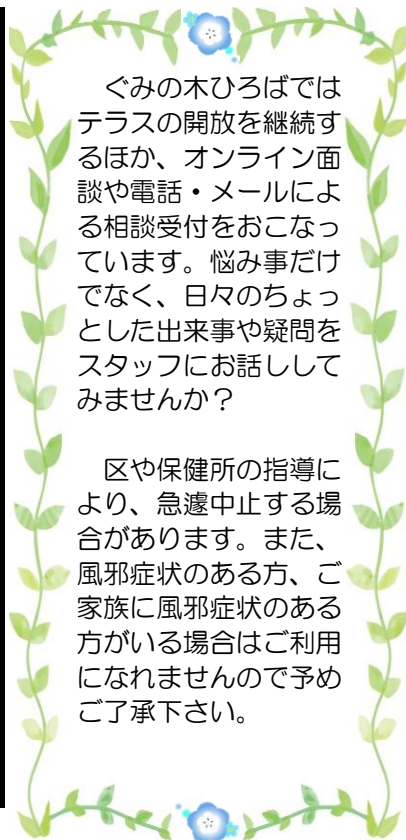 ぐみの木ひろばでは
テラスの開放を継続す
るほか、オンライン面
談や電話・メールによ
る相談受付をおこなっ
ています。悩み事だけ
でなく、日々のちょっ
とした出来事や疑問を
スタッフにお話しして
みませんか？
　区や保健所の指導に
より、急遽中止する場
合があります。また、
風邪症状のある方、ご
家族に風邪症状のある
方がいる場合はご利用
になれませんので予め
ご了承下さい。